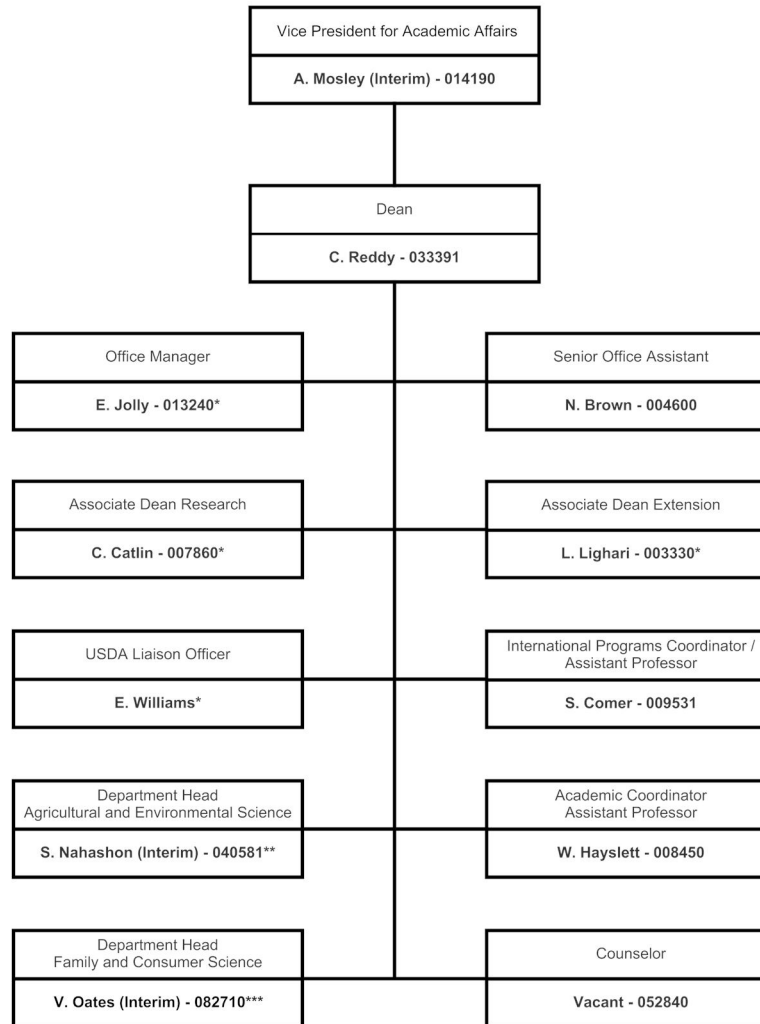 Vice President for Academic Affairs
A. Mosley (Interim) - 014190
Dean
C. Reddy - 033391
Office Manager
E. Jolly - 013240*
Senior Office Assistant
N. Brown - 004600
Associate Dean Research
C. Catlin - 007860*
Associate Dean Extension
L. Lighari - 003330*
USDA Liaison Officer
E. Williams*
International Programs Coordinator /
Assistant Professor
S. Comer - 009531
Department Head
Agricultural and Environmental Science
S. Nahashon (Interim) - 040581**
Academic Coordinator
Assistant Professor
W. Hayslett - 008450
Department Head
Family and Consumer Science
V. Oates (Interim) - 082710***
Counselor
Vacant - 052840